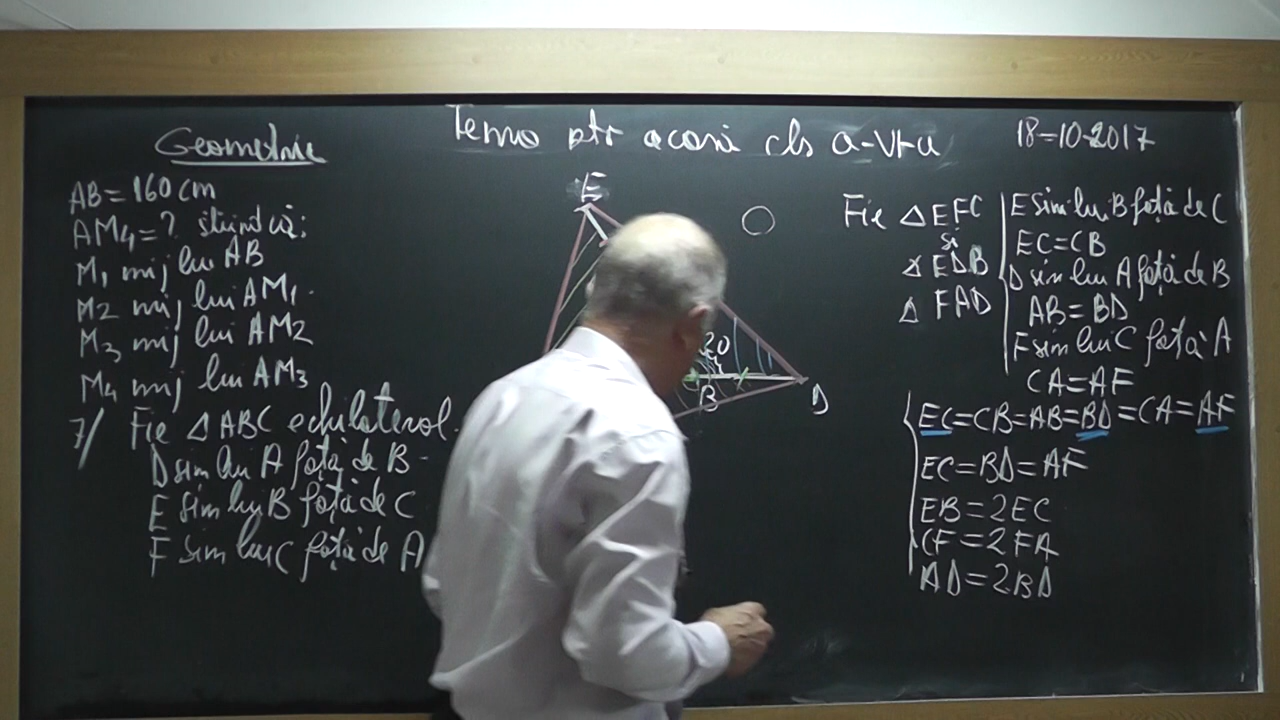 Geometrie
Temo ptr acasă cls a-VI-a
18-10-2017
AB=160cm
AM4=? știind că:
M1 mij lui AB
M2 mij lui AM1.
M3 mij lui AM2
M4 mij lui AM3
7/ Fie △ABC echilateral.
D sim lui A față de B
E sim lui B față de C
F sim lui C față de A
E
20
B
D
Fie △EFC
și
△EDB
△FAD
E sim lui B față de C
EC=CB
D sim lui A față de B
AB=BD
F sim lui C față A
CA=AF
EC=CB=AB=BD=CA=AF
EC=BD=AF
EB=2EC
CF=2FA
AD=2BD